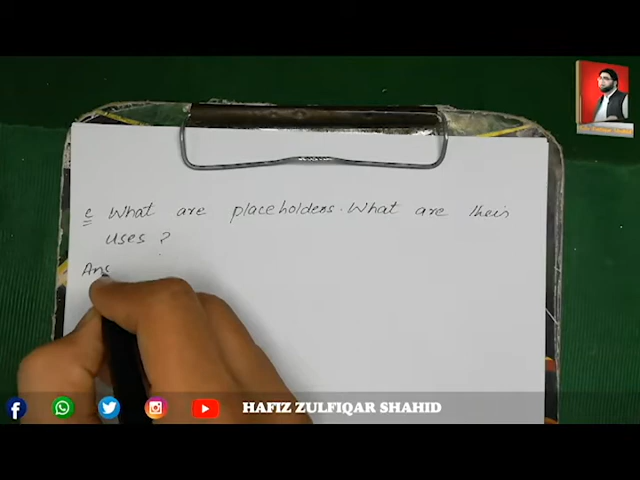 e What are placeholders. What are their
uses ?
Ans
HAFIZ ZULFIQAR SHAHID